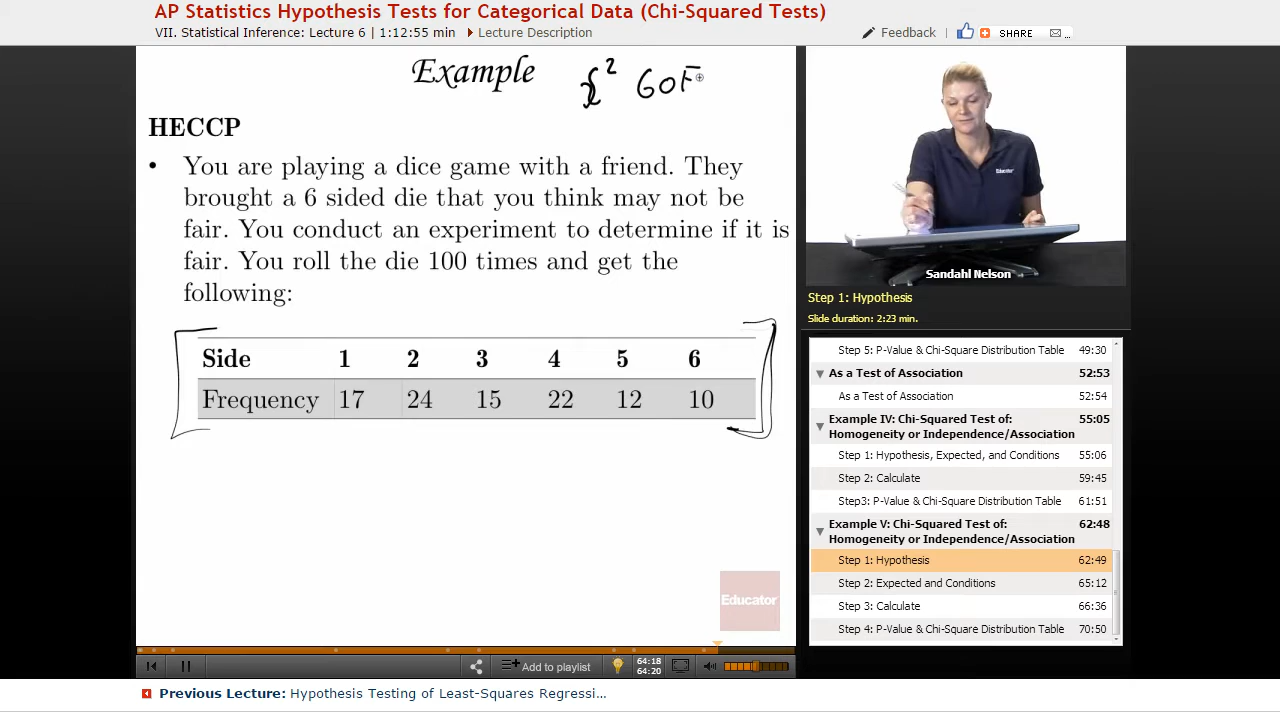 AP Statistics Hypothesis Tests for Categorical Data (Chi-Squared Tests)
VII. Statistical Inference: Lecture 6 | 1:12:55 min Lecture Description
Feedback SHARE ...
Example χ² GOF
HECCP
• You are playing a dice game with a friend. They
brought a 6 sided die that you think may not be
fair. You conduct an experiment to determine if it is
fair. You roll the die 100 times and get the
following:
Side 1 2 3 4 5 6
Frequency 17 24 15 22 12 10
Educator
Educator
Sandahl Nelson
Step 1: Hypothesis
Slide duration: 2:23 min.
Step 5: P-Value & Chi-Square Distribution Table 49:30
As a Test of Association 52:53
As a Test of Association 52:54
Example IV: Chi-Squared Test of: 55:05
Homogeneity or Independence/Association
Step 1: Hypothesis, Expected, and Conditions 55:06
Step 2: Calculate 59:45
Step3: P-Value & Chi-Square Distribution Table 61:51
Example V: Chi-Squared Test of: 62:48
Homogeneity or Independence/Association
Step 1: Hypothesis 62:49
Step 2: Expected and Conditions 65:12
Step 3: Calculate 66:36
Step 4: P-Value & Chi-Square Distribution Table 70:50
Add to playlist 64:18
64:20
Previous Lecture: Hypothesis Testing of Least-Squares Regressi...